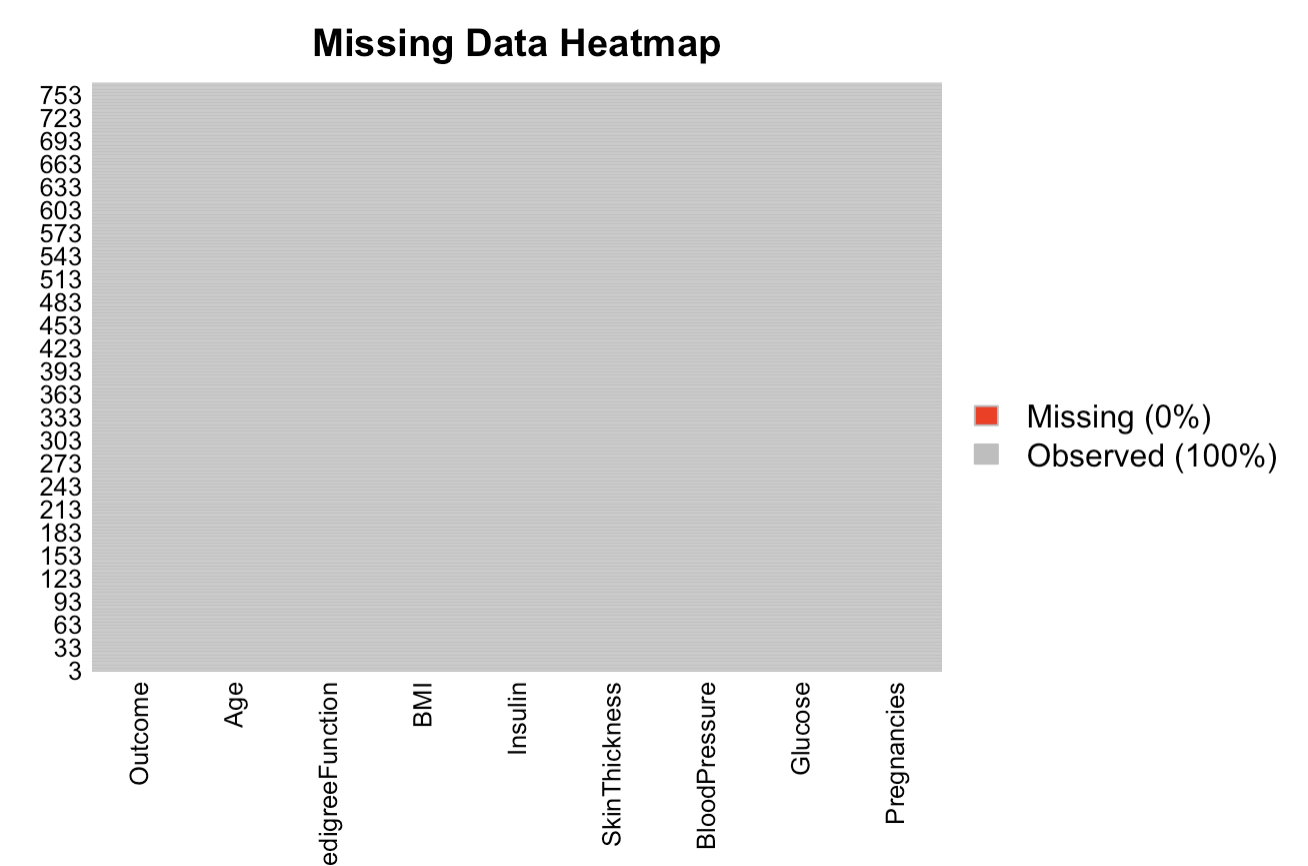 Missing Data Heatmap
753
723
693
663
633
603
573
543
513
483
453
423
393
363
333
303
273
243
213
183
153
123
93
63
33
3
Missing (0%)
Observed (100%)
Outcome
Age
edigreeFunction
BMI
Insulin
SkinThickness
BloodPressure
Glucose
Pregnancies